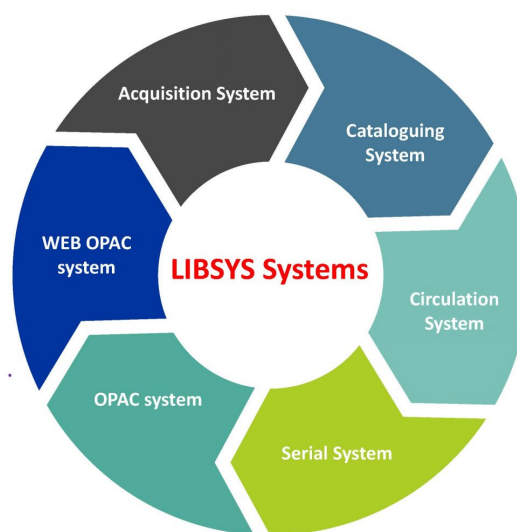 Acquisition System
Cataloguing
System
WEB OPAC
system
LIBSYS Systems
Circulation
System
OPAC system
Serial System